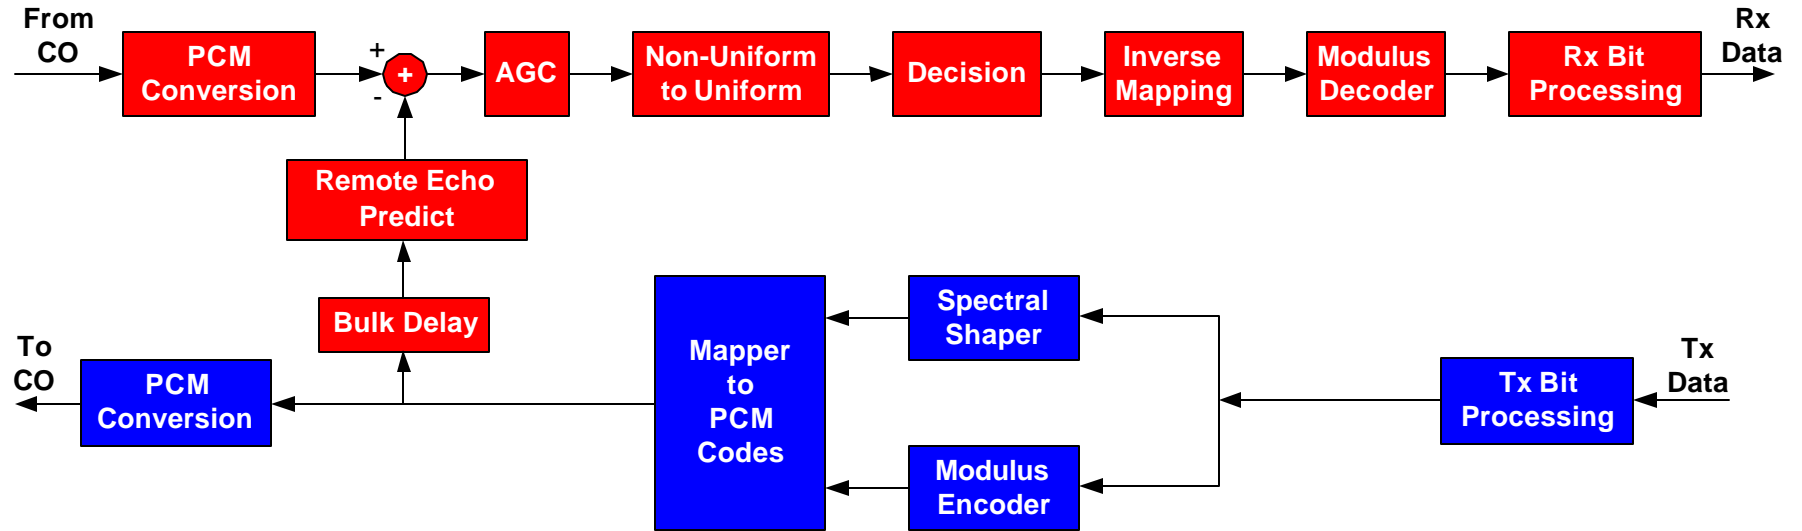 From
CO
PCM
Conversion
+
-
+
AGC
Non-Uniform
to Uniform
Decision
Inverse
Mapping
Modulus
Decoder
Rx Bit
Processing
Rx
Data
Remote Echo
Predict
Bulk Delay
To
CO
PCM
Conversion
Mapper
to
PCM
Codes
Spectral
Shaper
Modulus
Encoder
Tx Bit
Processing
Tx
Data